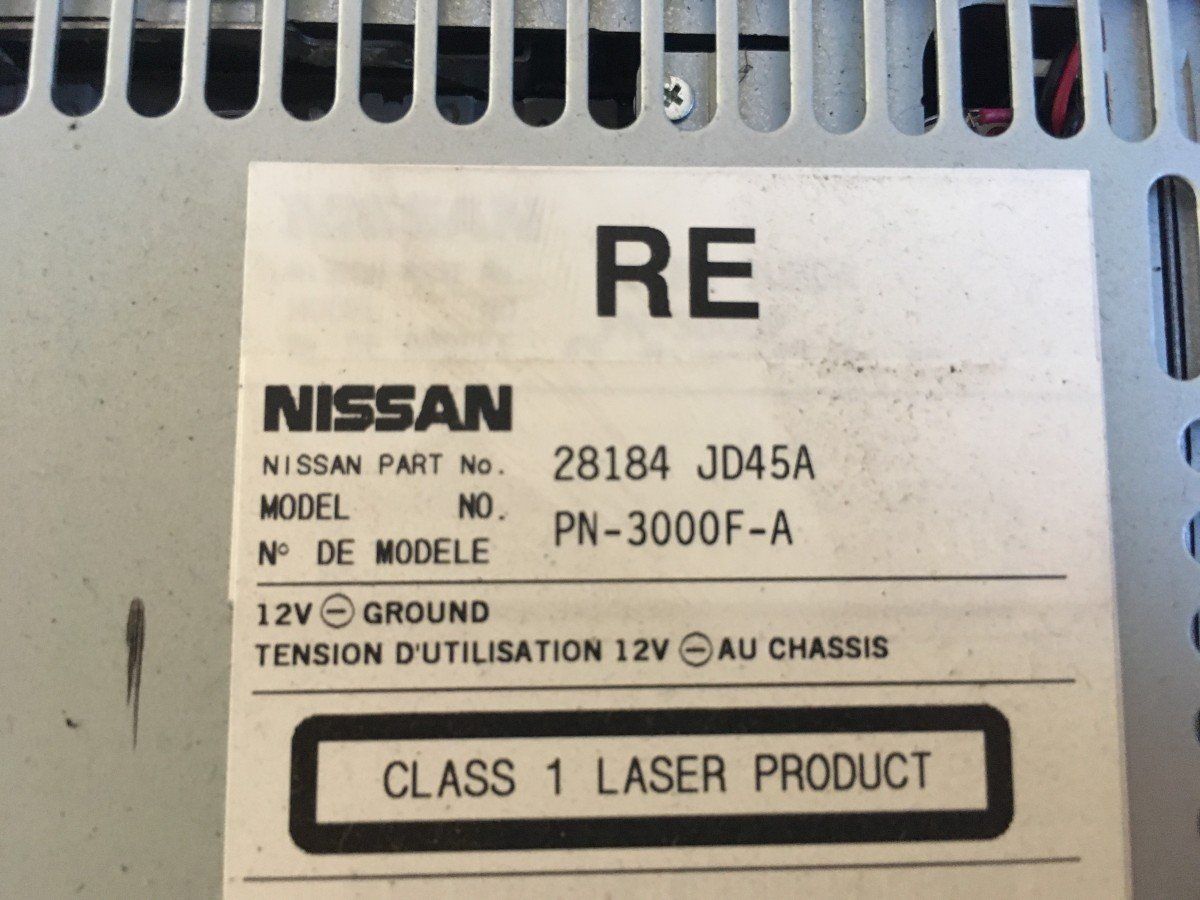 RE
NISSAN
NISSAN PART No. 28184 JD45A
MODEL NO. PN-3000F-A
N° DE MODELE
12V ⊖ GROUND
TENSION D'UTILISATION 12V ⊖ AU CHASSIS
CLASS 1 LASER PRODUCT